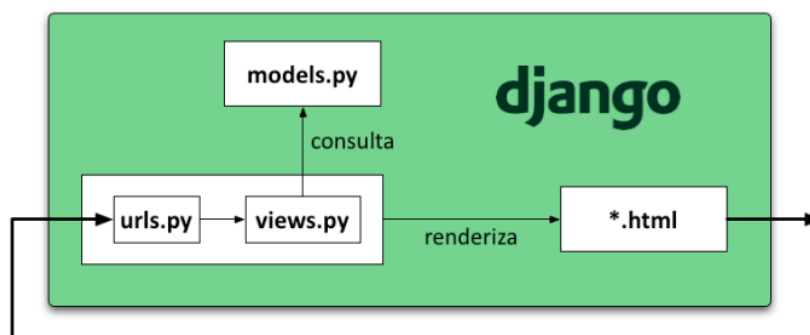 models.py
django
consulta
urls.py
views.py
renderiza
*.html